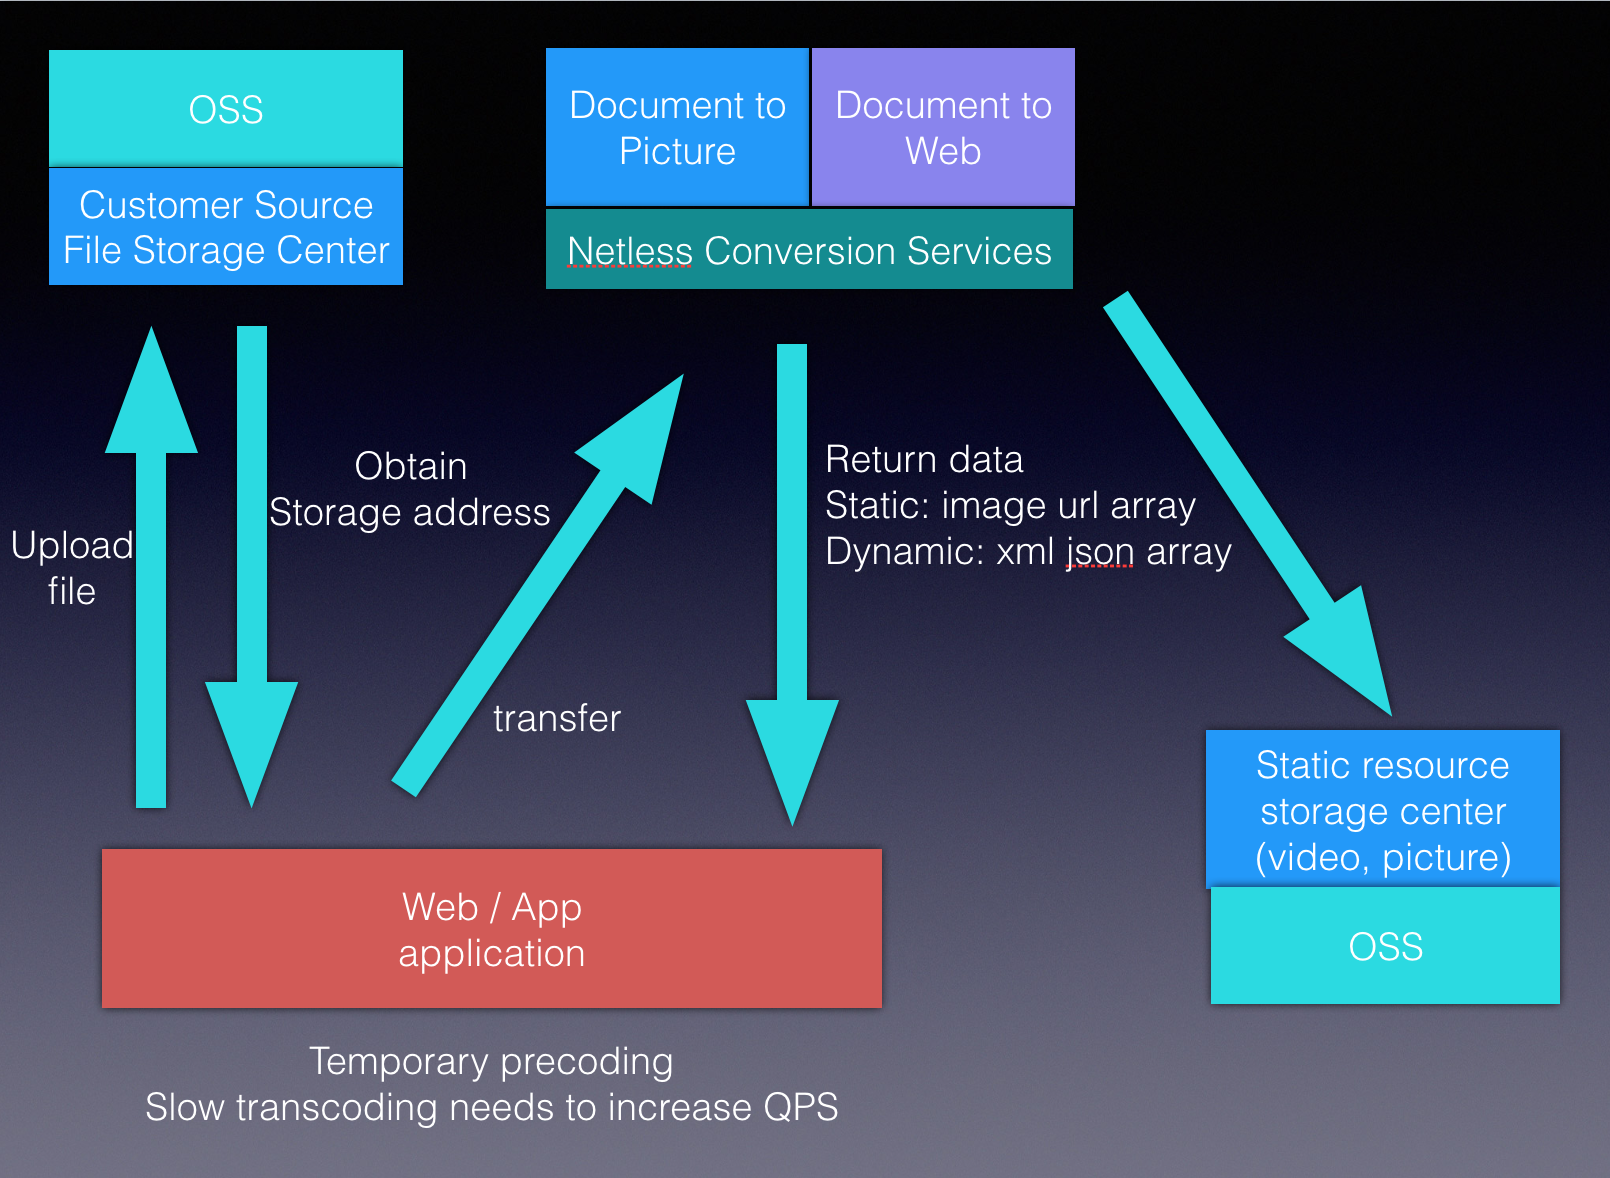 OSS
Customer Source
File Storage Center
Document to
Picture
Document to
Web
Netless Conversion Services
Upload
file
Obtain
Storage address
transfer
Return data
Static: image url array
Dynamic: xml json array
Static resource
storage center
(video, picture)
OSS
Web / App
application
Temporary precoding
Slow transcoding needs to increase QPS